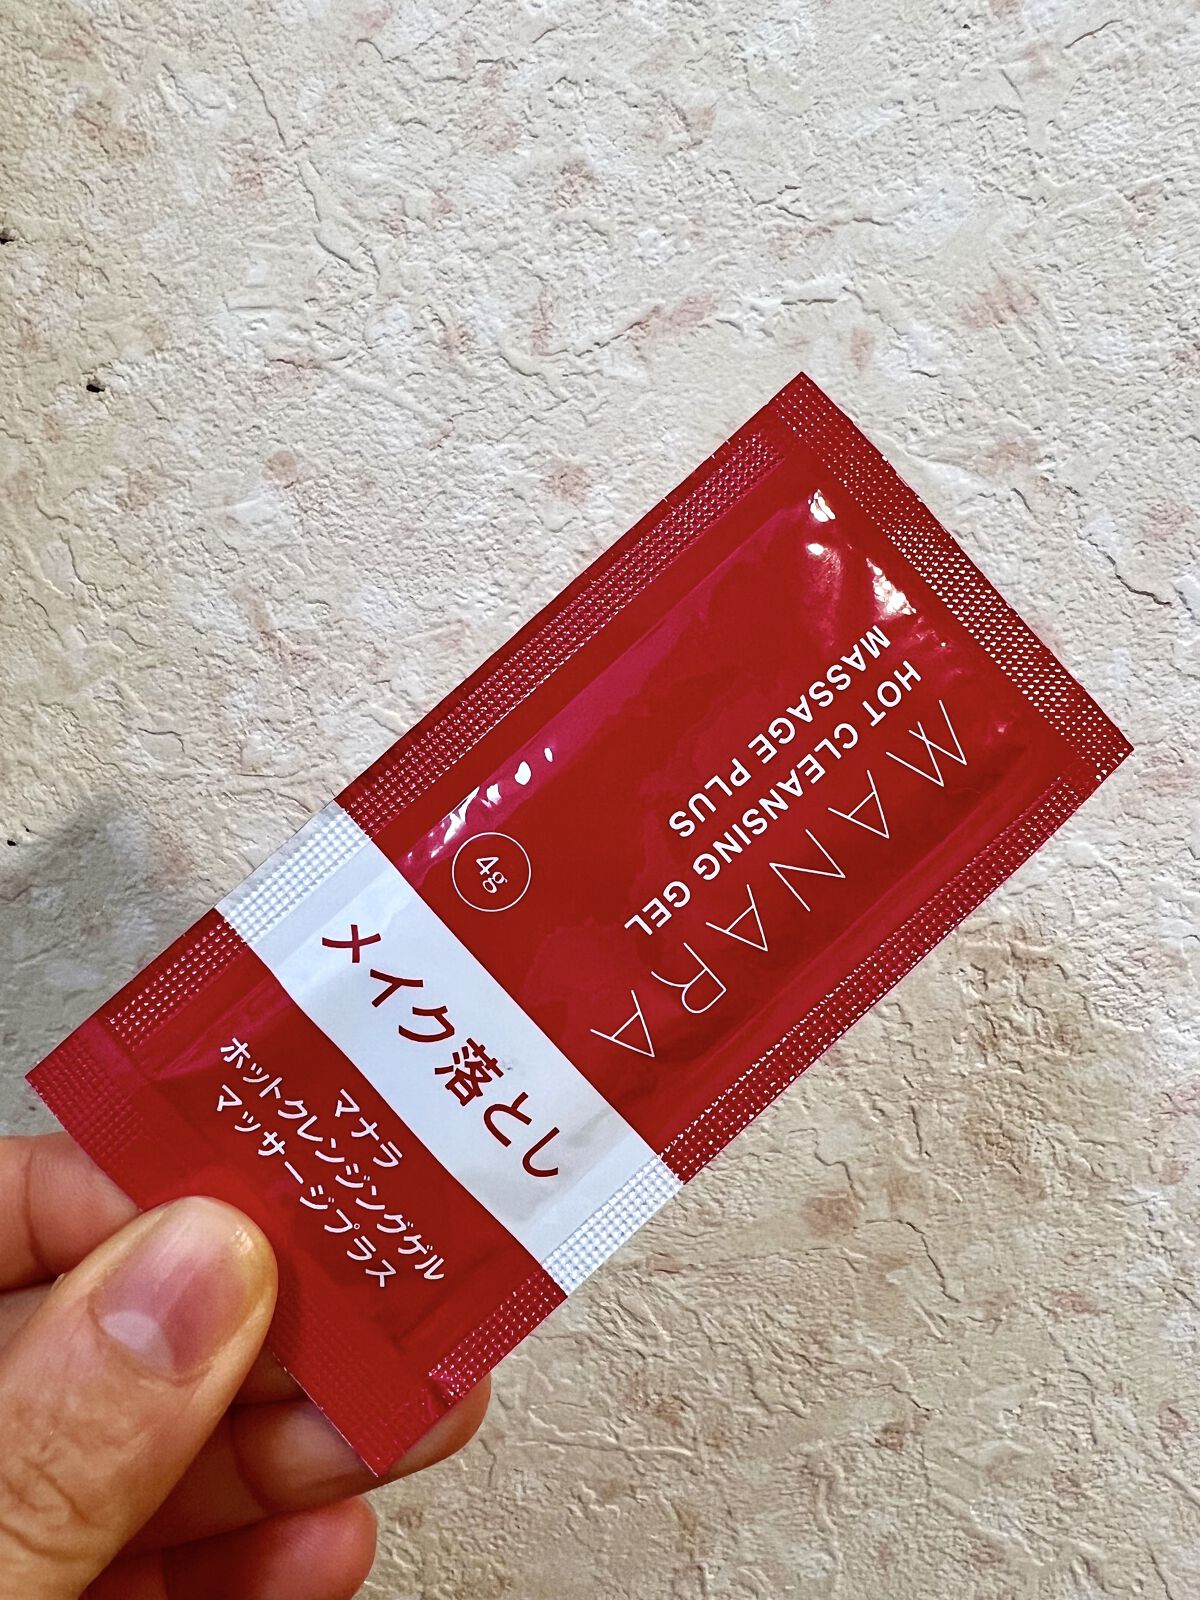 MANARA
HOT CLEANSING GEL
MASSAGE PLUS
4g
メイク落とし
マナラ
ホットクレンジングゲル
マッサージプラス